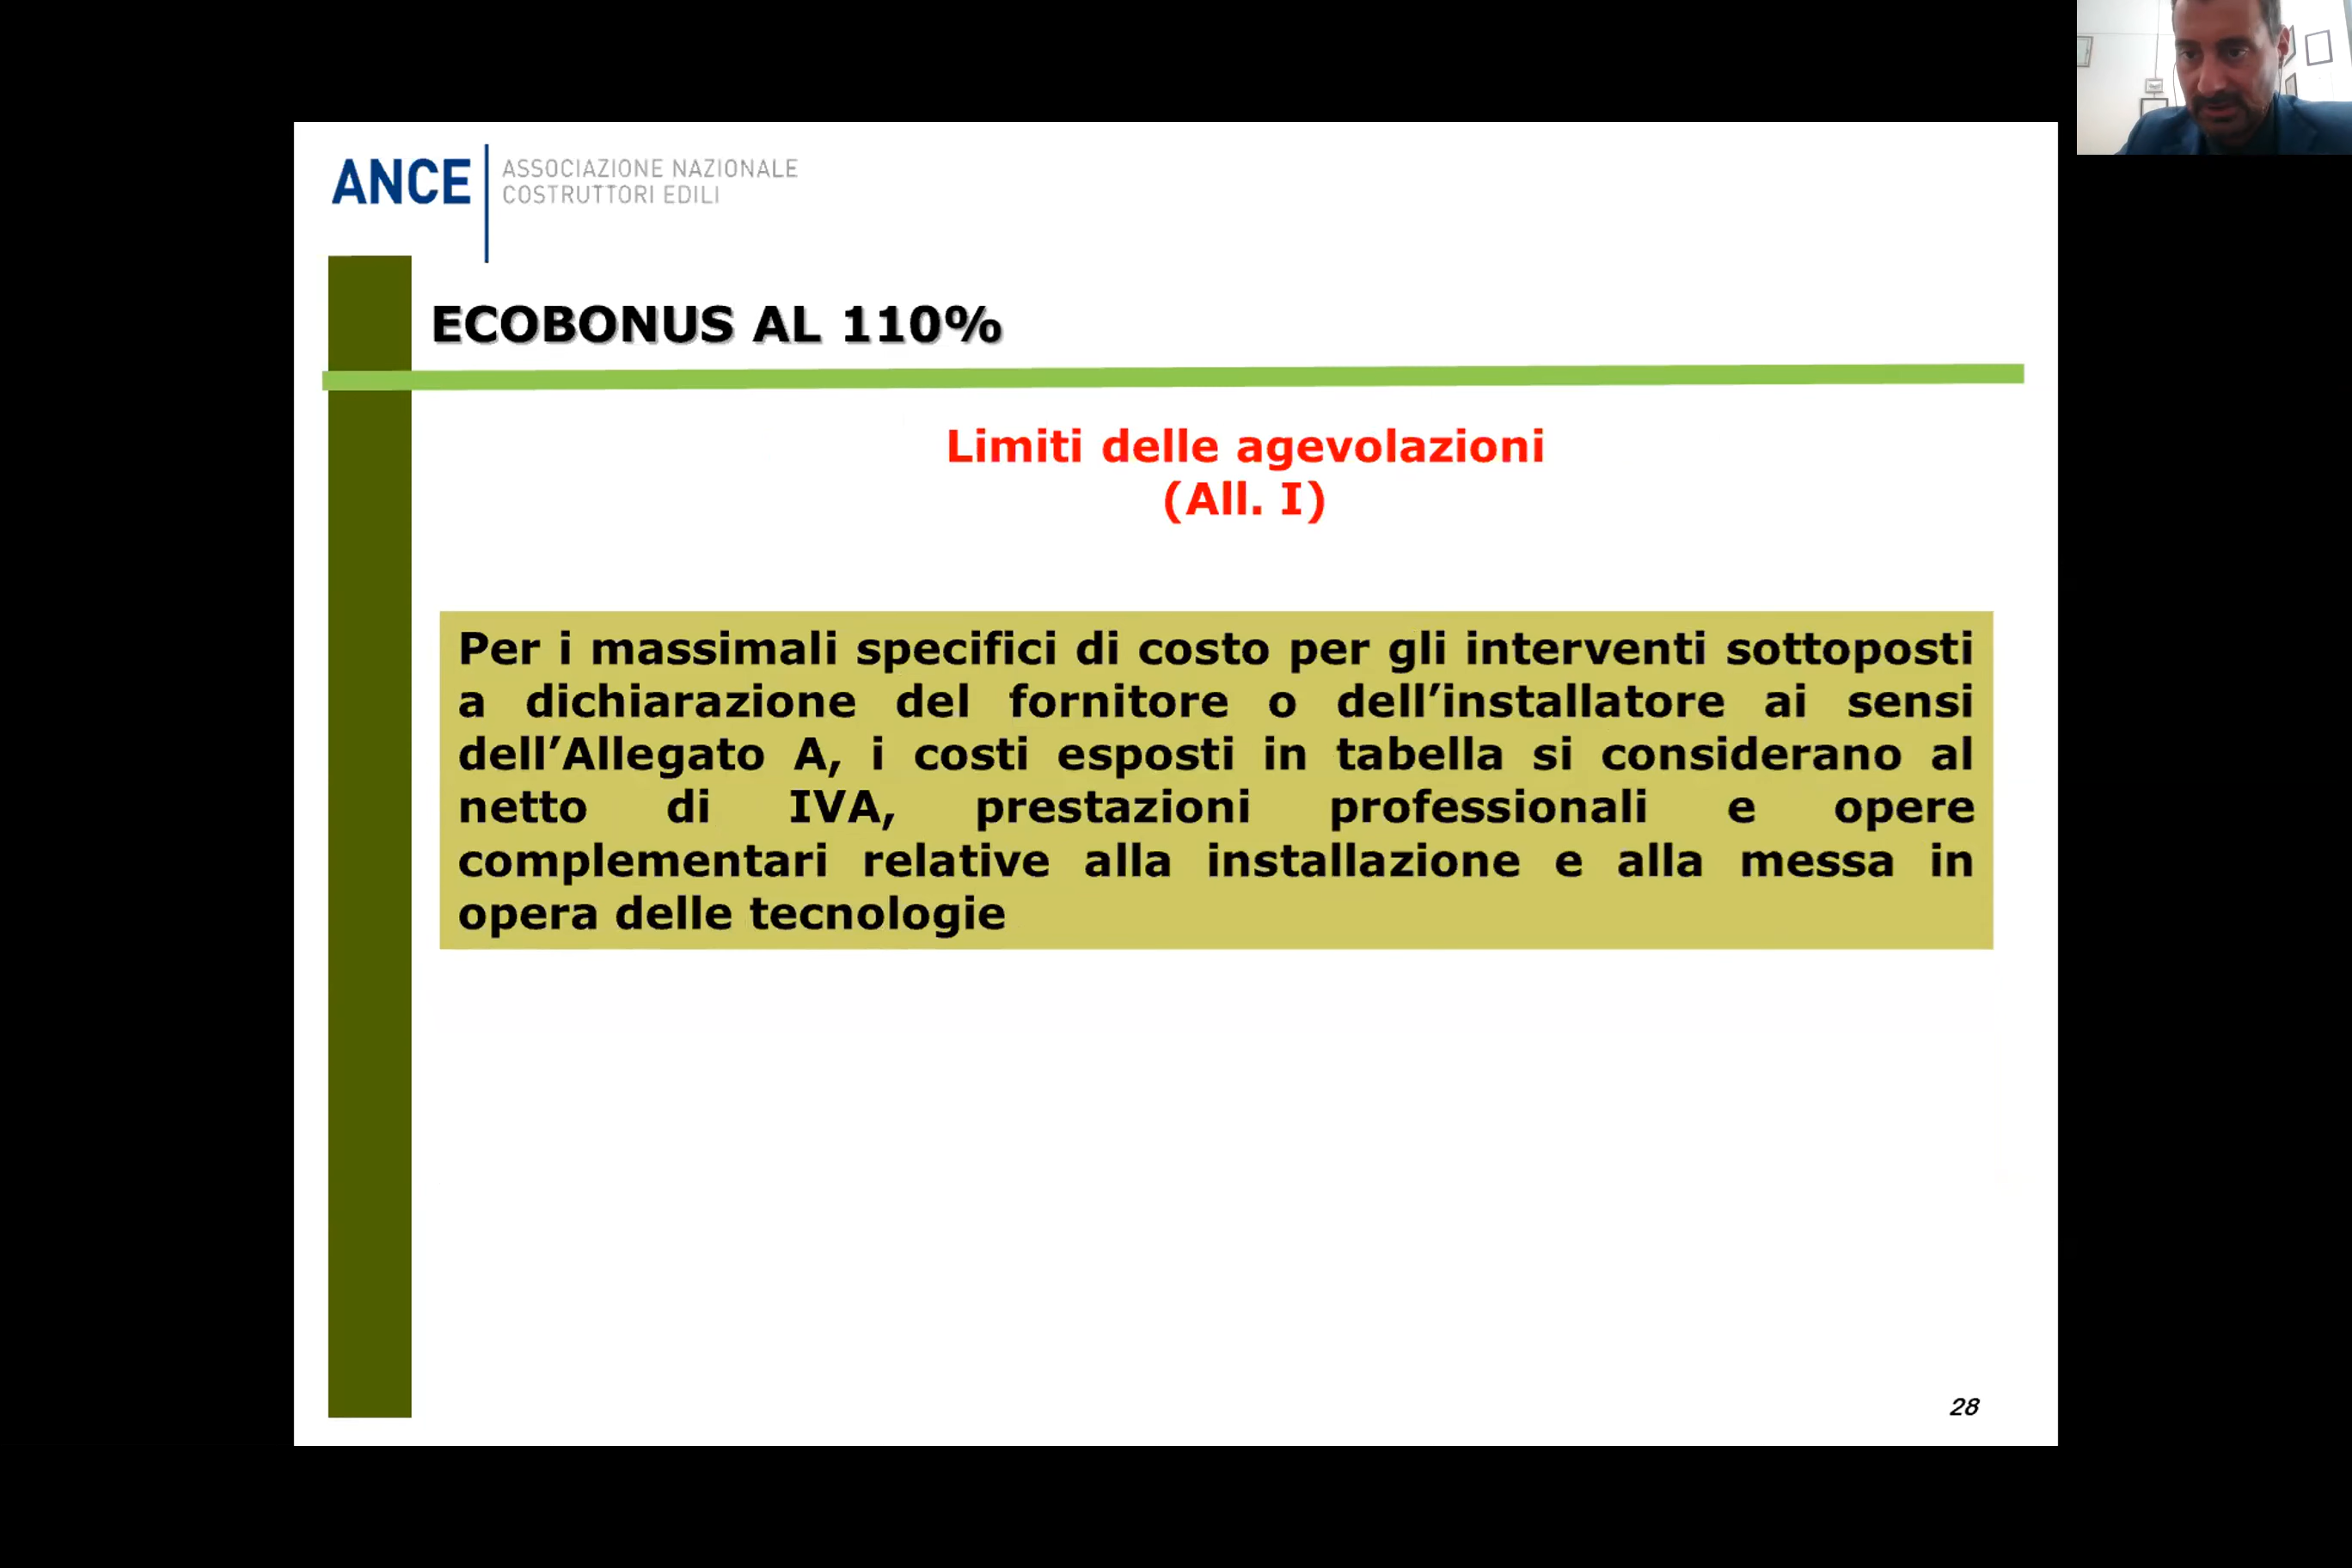 ANCE
ASSOCIAZIONE NAZIONALE
COSTRUTTORI EDILI
ECOBONUS AL 110%
Limiti delle agevolazioni
(All. I)
Per i massimali specifici di costo per gli interventi sottoposti
a dichiarazione del fornitore o dell’installatore ai sensi
dell’Allegato A, i costi esposti in tabella si considerano al
netto di IVA, prestazioni professionali e opere
complementari relative alla installazione e alla messa in
opera delle tecnologie
28